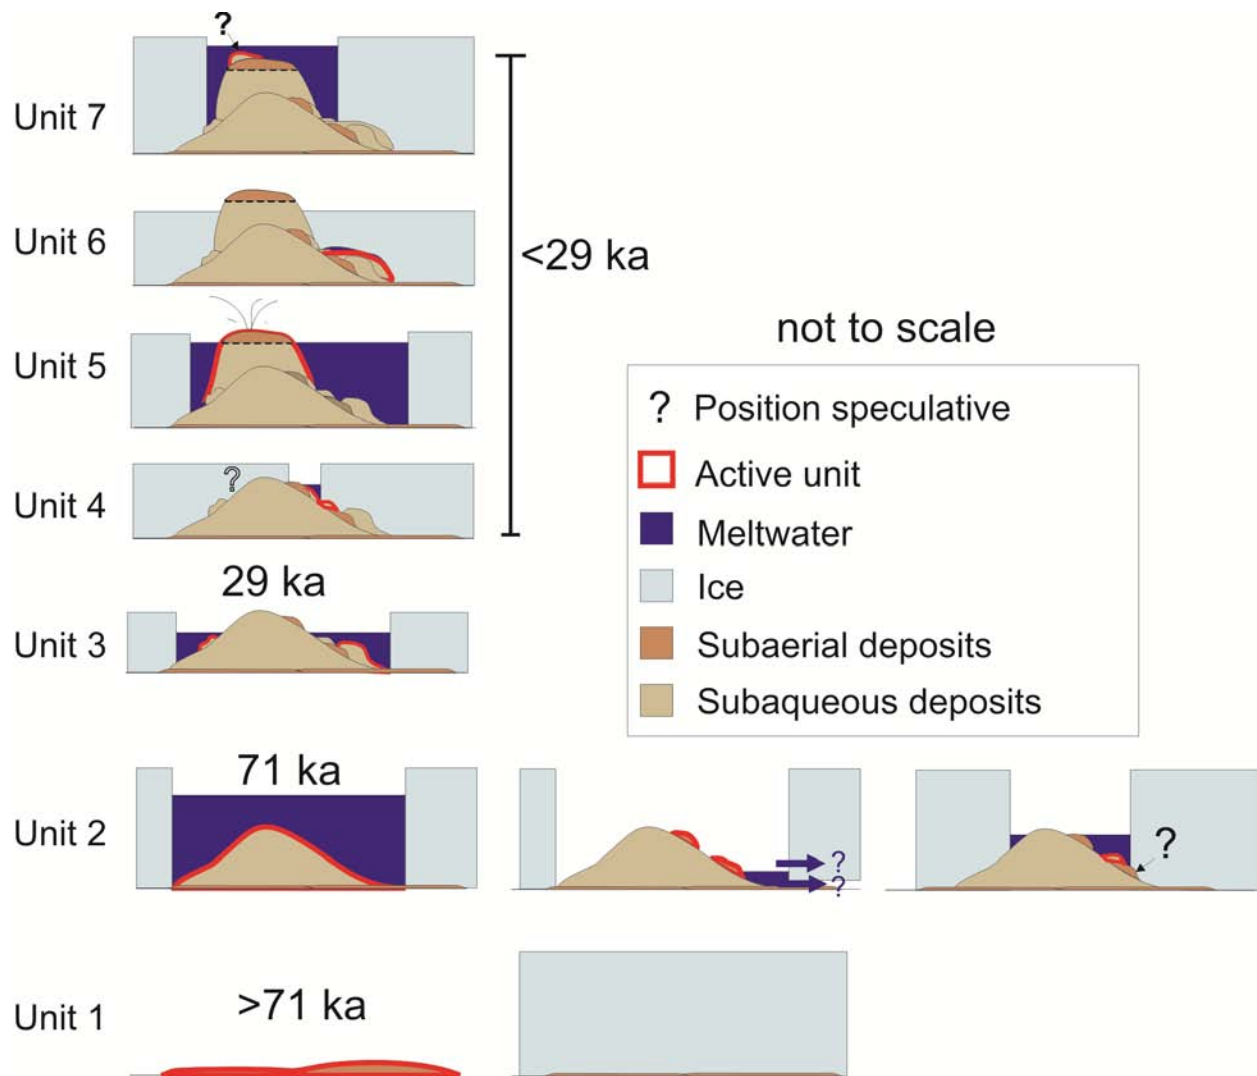 ?
Unit 7
Unit 6
<29 ka
Unit 5
not to scale
? Position speculative
Active unit
Meltwater
Ice
Subaerial deposits
Subaqueous deposits
?
Unit 4
29 ka
Unit 3
71 ka
Unit 2
?
?
?
>71 ka
Unit 1